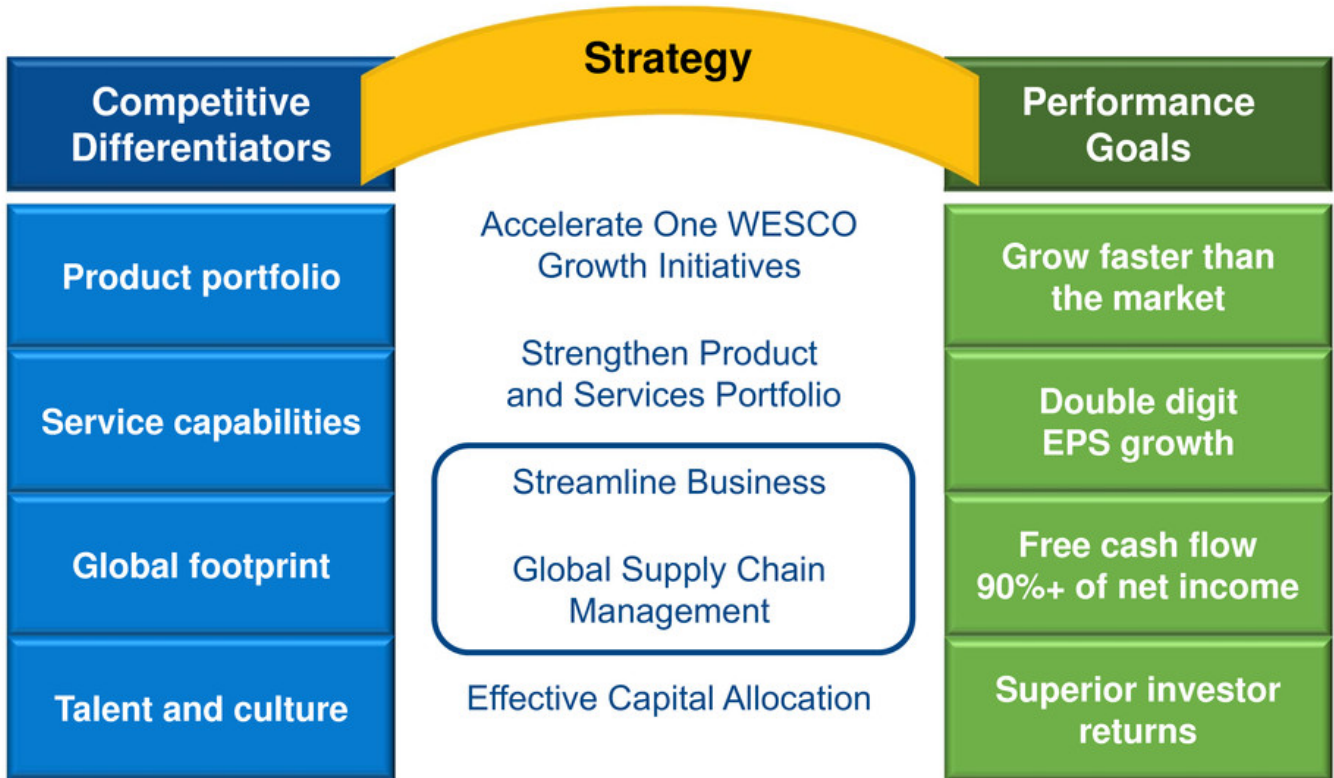 Strategy
Competitive
Differentiators
Product portfolio
Service capabilities
Global footprint
Talent and culture
Accelerate One WESCO
Growth Initiatives
Strengthen Product
and Services Portfolio
Streamline Business
Global Supply Chain
Management
Effective Capital Allocation
Performance
Goals
Grow faster than
the market
Double digit
EPS growth
Free cash flow
90%+ of net income
Superior investor
returns